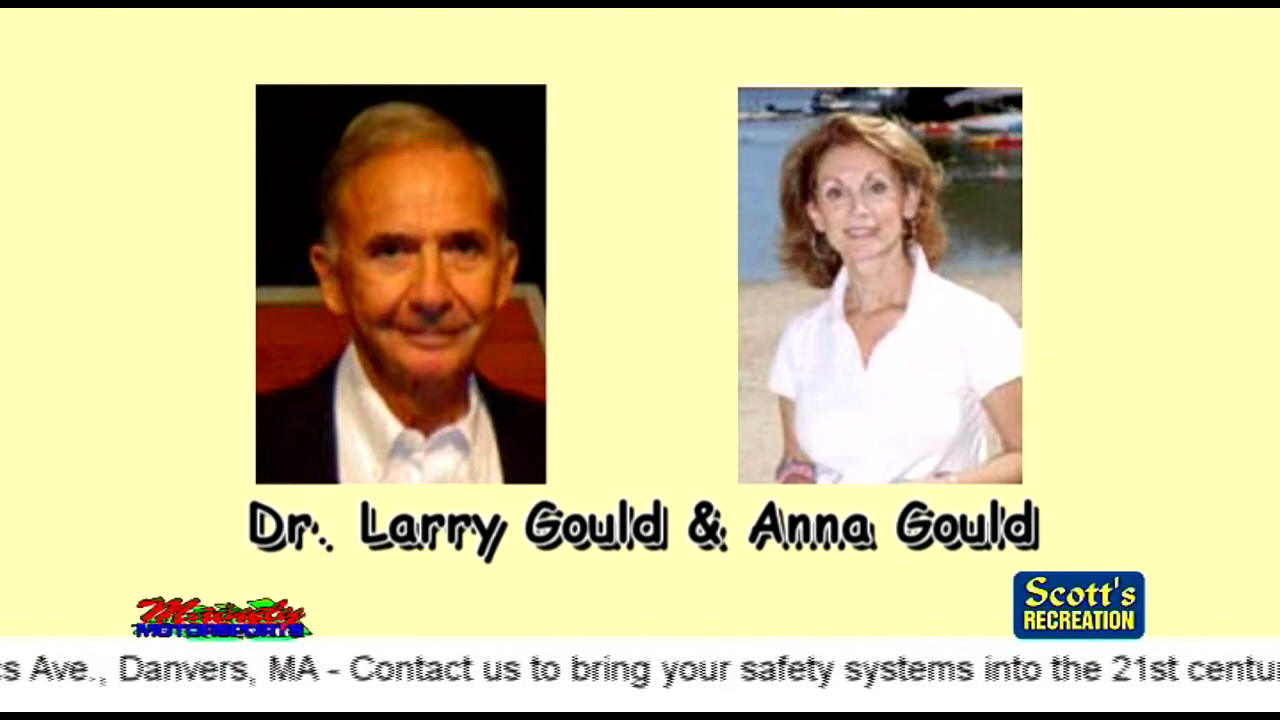 Dr. Larry Gould & Anna Gould
MOTORSPORTS
Scott's
RECREATION
Ave., Danvers, MA - Contact us to bring your safety systems into the 21st